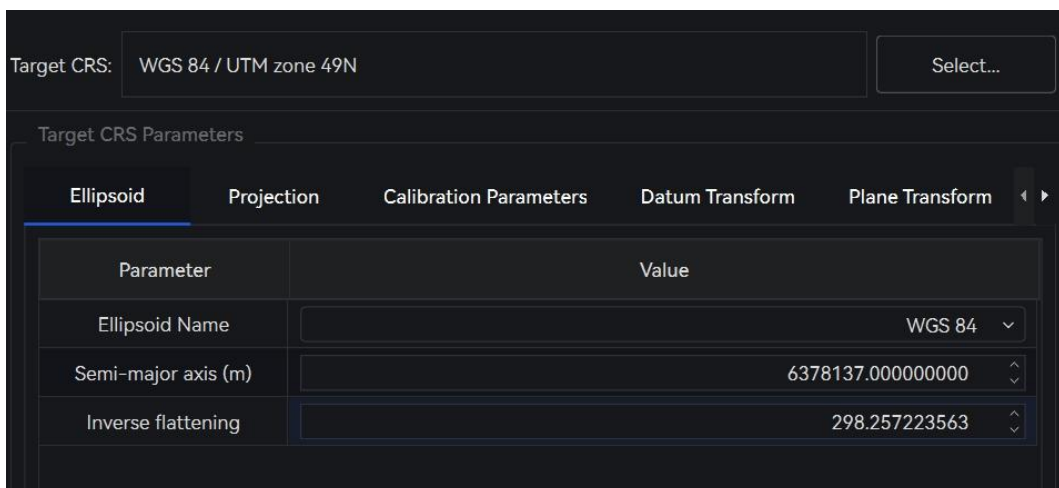 Target CRS: WGS 84 / UTM zone 49N Select...
Target CRS Parameters
Ellipsoid Projection Calibration Parameters Datum Transform Plane Transform
Parameter Value
Ellipsoid Name WGS 84
Semi-major axis (m) 6378137.000000000
Inverse flattening 298.257223563